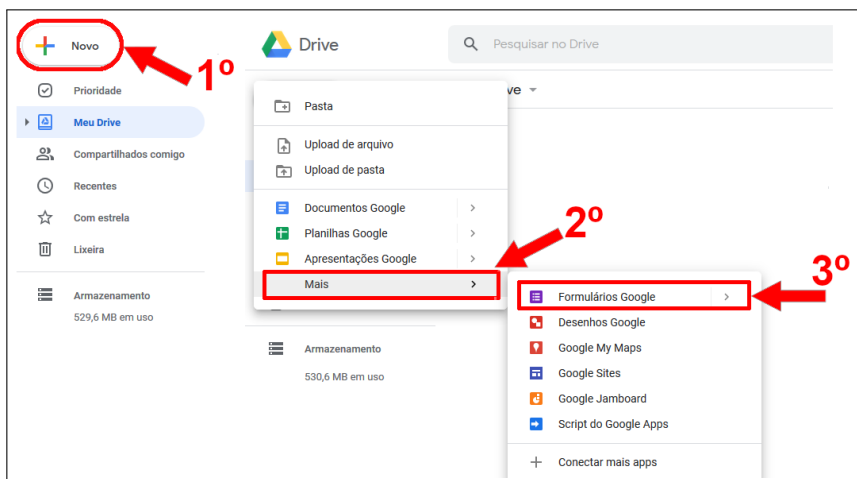 Novo
1º
Prioridade
Meu Drive
Compartilhados comigo
Recentes
Com estrela
Lixeira
Armazenamento
529,6 MB em uso
Drive
Pesquisar no Drive
ve
Pasta
Upload de arquivo
Upload de pasta
Documentos Google
Planilhas Google
Apresentações Google
Mais
2º
Armazenamento
530,6 MB em uso
3º
Formulários Google
Desenhos Google
Google My Maps
Google Sites
Google Jamboard
Script do Google Apps
Conectar mais apps